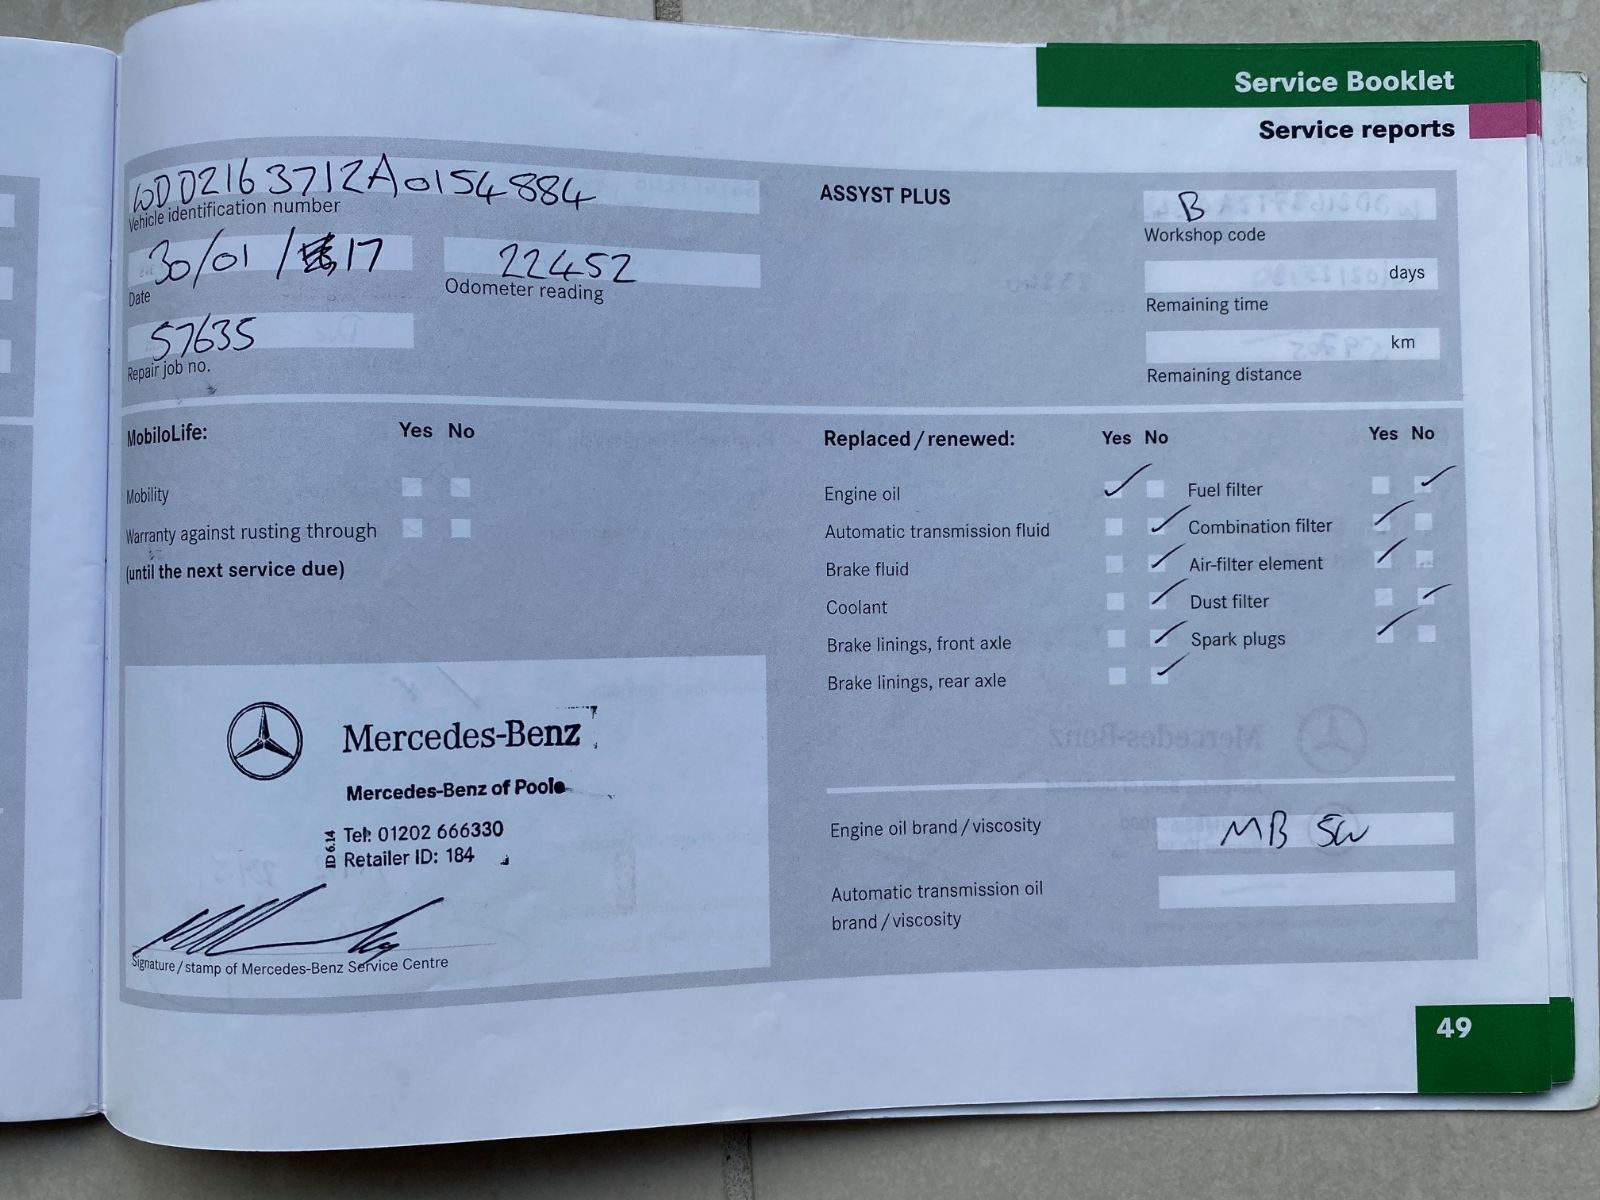 Service Booklet
Service reports
WDD2163712A0154884
Vehicle identification number
30/01/17
Date
22452
Odometer reading
57635
Repair job no.
ASSYST PLUS
B
Workshop code
days
Remaining time
km
Remaining distance
MobiloLife: Yes No
Mobility
Warranty against rusting through
(until the next service due)
Replaced / renewed: Yes No Yes No
Engine oil Fuel filter
Automatic transmission fluid Combination filter
Brake fluid Air-filter element
Coolant Dust filter
Brake linings, front axle Spark plugs
Brake linings, rear axle
Mercedes-Benz
Mercedes-Benz of Poole
Tel: 01202 666330
Retailer ID: 184
ID 6.14
Signature / stamp of Mercedes-Benz Service Centre
Engine oil brand / viscosity MB 5W
Automatic transmission oil
brand / viscosity
49